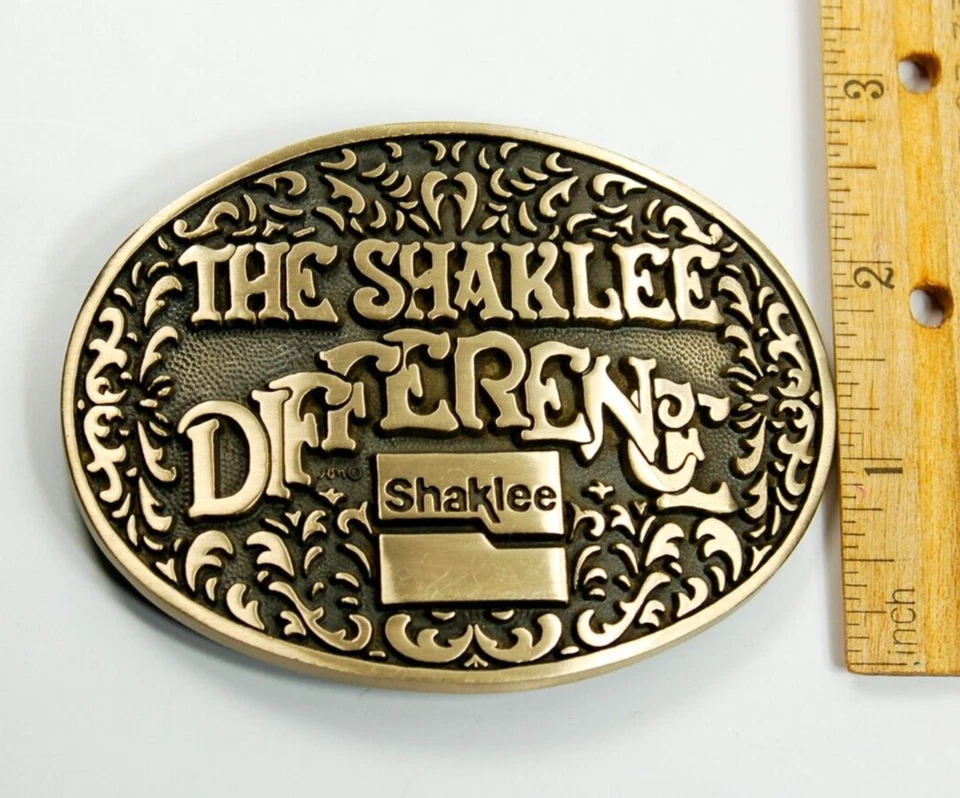 THE SHAKLEE
DIFFERENCE
Shaklee
3
2
1
inch